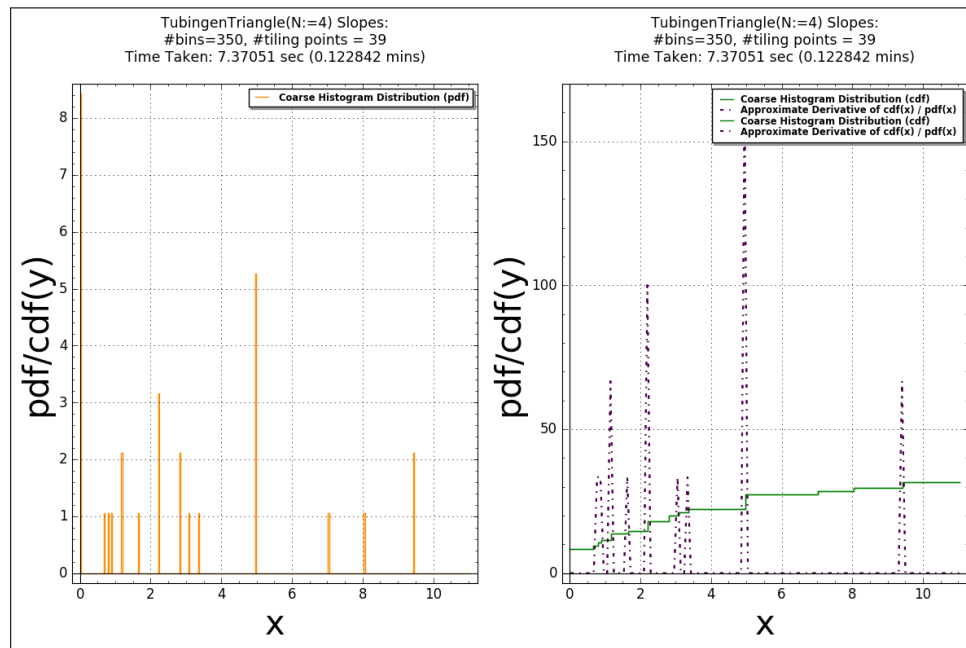 TubingenTriangle(N:=4) Slopes:
#bins=350, #tiling points = 39
Time Taken: 7.37051 sec (0.122842 mins)
Coarse Histogram Distribution (pdf)
8
7
6
5
4
3
2
1
0
pdf/cdf(y)
0 2 4 6 8 10
x
TubingenTriangle(N:=4) Slopes:
#bins=350, #tiling points = 39
Time Taken: 7.37051 sec (0.122842 mins)
Coarse Histogram Distribution (cdf)
Approximate Derivative of cdf(x) / pdf(x)
Coarse Histogram Distribution (cdf)
Approximate Derivative of cdf(x) / pdf(x)
150
100
50
0
pdf/cdf(y)
0 2 4 6 8 10
x